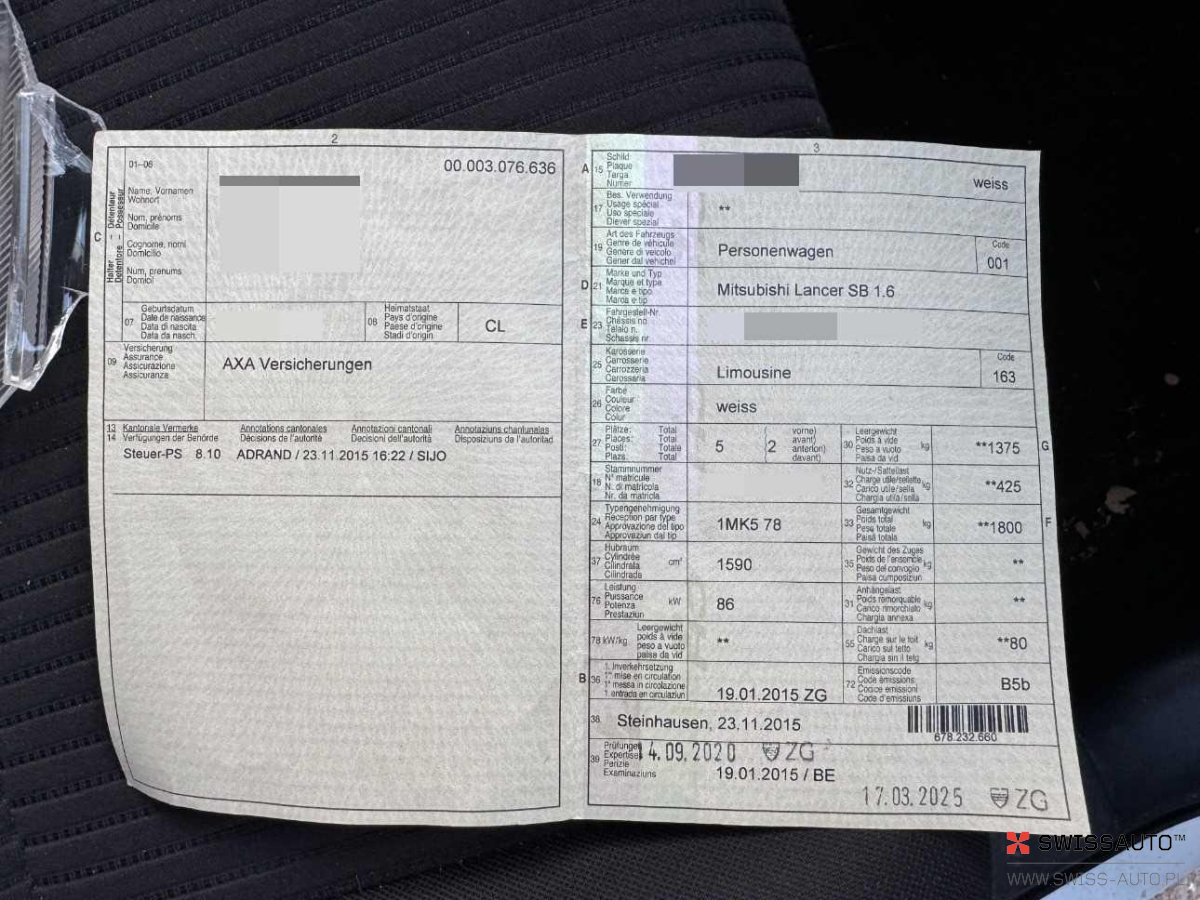 2
01–06
00.003.076.636
C
Halter – Détenteur
Detentore – Possessur
Name, Vornamen
Wohnort
Nom, prénoms
Domicile
Cognome, nomi
Domicilio
Num, prenums
Domicil
07
Geburtsdatum
Date de naissance
Data di nascita
Data da nasch.
08
Heimatstaat
Pays d'origine
Paese d'origine
Stadi d'origin
CL
09
Versicherung
Assurance
Assicurazione
Assicuranza
AXA Versicherungen
13 Kantonale Vermerke Annotations cantonales Annotazioni cantonali Annotaziuns chantunalas
14 Verfügungen der Behörde Décisions de l'autorité Decisioni dell'autorità Disposiziuns da l'autoritad
Steuer-PS 8.10 ADRAND / 23.11.2015 16:22 / SIJO
3
A
15
Schild
Plaque
Targa
Numer
weiss
17
Bes. Verwendung
Usage spécial
Uso speciale
Diever spezial
**
19
Art des Fahrzeugs
Genre de véhicule
Genere di veicolo
Gener dal vehichel
Personenwagen
Code
001
D
21
Marke und Typ
Marque et type
Marca e tipo
Marca e tip
Mitsubishi Lancer SB 1.6
E
23
Fahrgestell-Nr.
Châssis no
Telaio n.
Schassis nr.
25
Karosserie
Carrosserie
Carrozzeria
Carossaria
Limousine
Code
163
26
Farbe
Couleur
Colore
Colur
weiss
27
Plätze: Total
Places: Total
Posti: Totale
Plazs: Total
5
(2
vorne)
avant)
anteriori)
davant)
30
Leergewicht
Poids à vide
Peso a vuoto
Paisa da vid
kg
**1375
G
18
Stammnummer
N° matricule
N. di matricola
Nr. da matricla
32
Nutz-/Sattellast
Charge utile/sellette
Carico utile/sella
Chargia utila/sella
kg
**425
24
Typengenehmigung
Réception par type
Approvazione del tipo
Approvaziun dal tip
1MK5 78
33
Gesamtgewicht
Poids total
Peso totale
Paisa totala
kg
**1800
F
37
Hubraum
Cylindrée
Cilindrata
Cilindrada
cm³
1590
35
Gewicht des Zuges
Poids de l'ensemble
Peso del convoglio
Paisa cumposiziun
kg
**
76
Leistung
Puissance
Potenza
Prestaziun
kW
86
31
Anhängelast
Poids remorquable
Carico rimorchiato
Chargia annexa
kg
**
78 kW/kg
Leergewicht
poids à vide
peso a vuoto
paisa da vid
**
55
Dachlast
Charge sur le toit
Carico sul tetto
Chargia sin il tetg
kg
**80
B
36
1. Inverkehrsetzung
1re mise en circulation
1a messa in circolazione
1. entrada en circulaziun
19.01.2015 ZG
72
Emissionscode
Code émissions
Codice emissioni
Code d'emissiuns
B5b
38
Steinhausen, 23.11.2015
678.232.660
39
Prüfungen
Expertises
Perizie
Examinaziuns
4.09.2020 ZG
19.01.2015 / BE
17.03.2025 ZG
SWISSAUTO™
WWW.SWISS-AUTO.PL